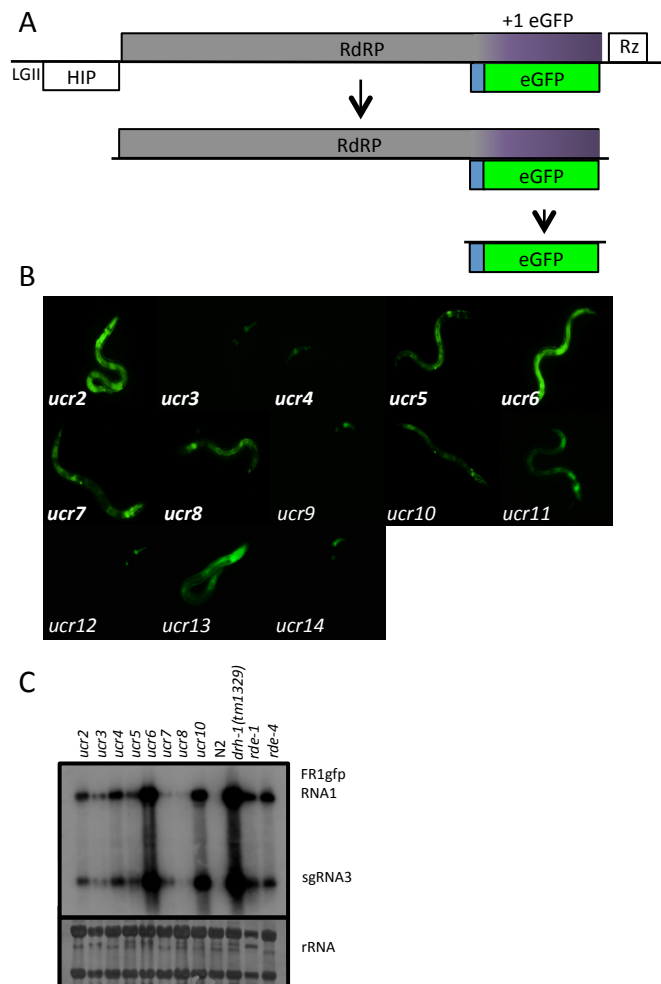 A
+1 eGFP
RdRP
Rz
LGII
HIP
eGFP
RdRP
eGFP
eGFP
B
ucr2
ucr3
ucr4
ucr5
ucr6
ucr7
ucr8
ucr9
ucr10
ucr11
ucr12
ucr13
ucr14
C
ucr2
ucr3
ucr4
ucr5
ucr6
ucr7
ucr8
ucr10
N2
drh-1(tm1329)
rde-1
rde-4
FR1gfp
RNA1
sgRNA3
rRNA